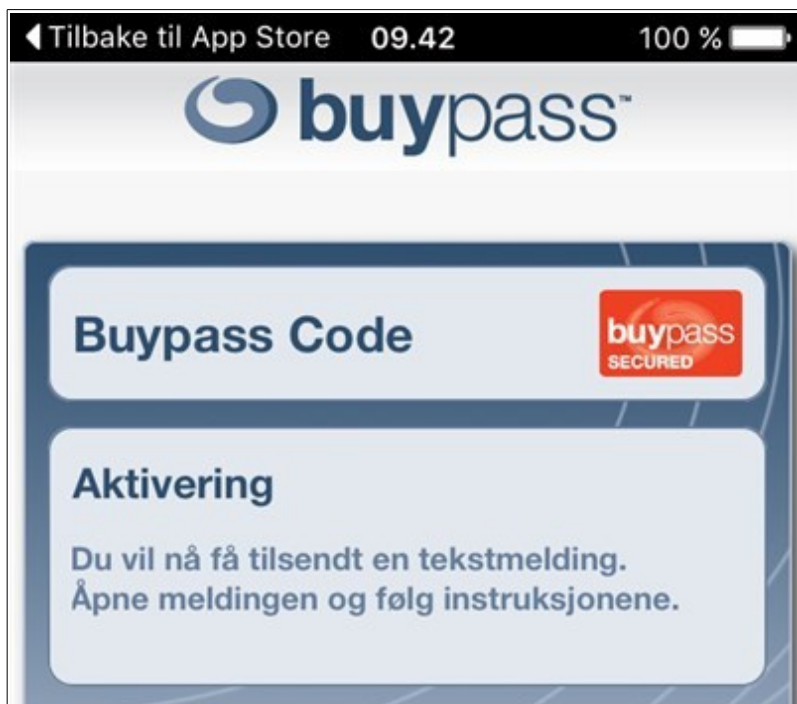 Tilbake til App Store 09.42 100 %
buypass™
Buypass Code
buypass
SECURED
Aktivering
Du vil nå få tilsendt en tekstmelding.
Åpne meldingen og følg instruksjonene.